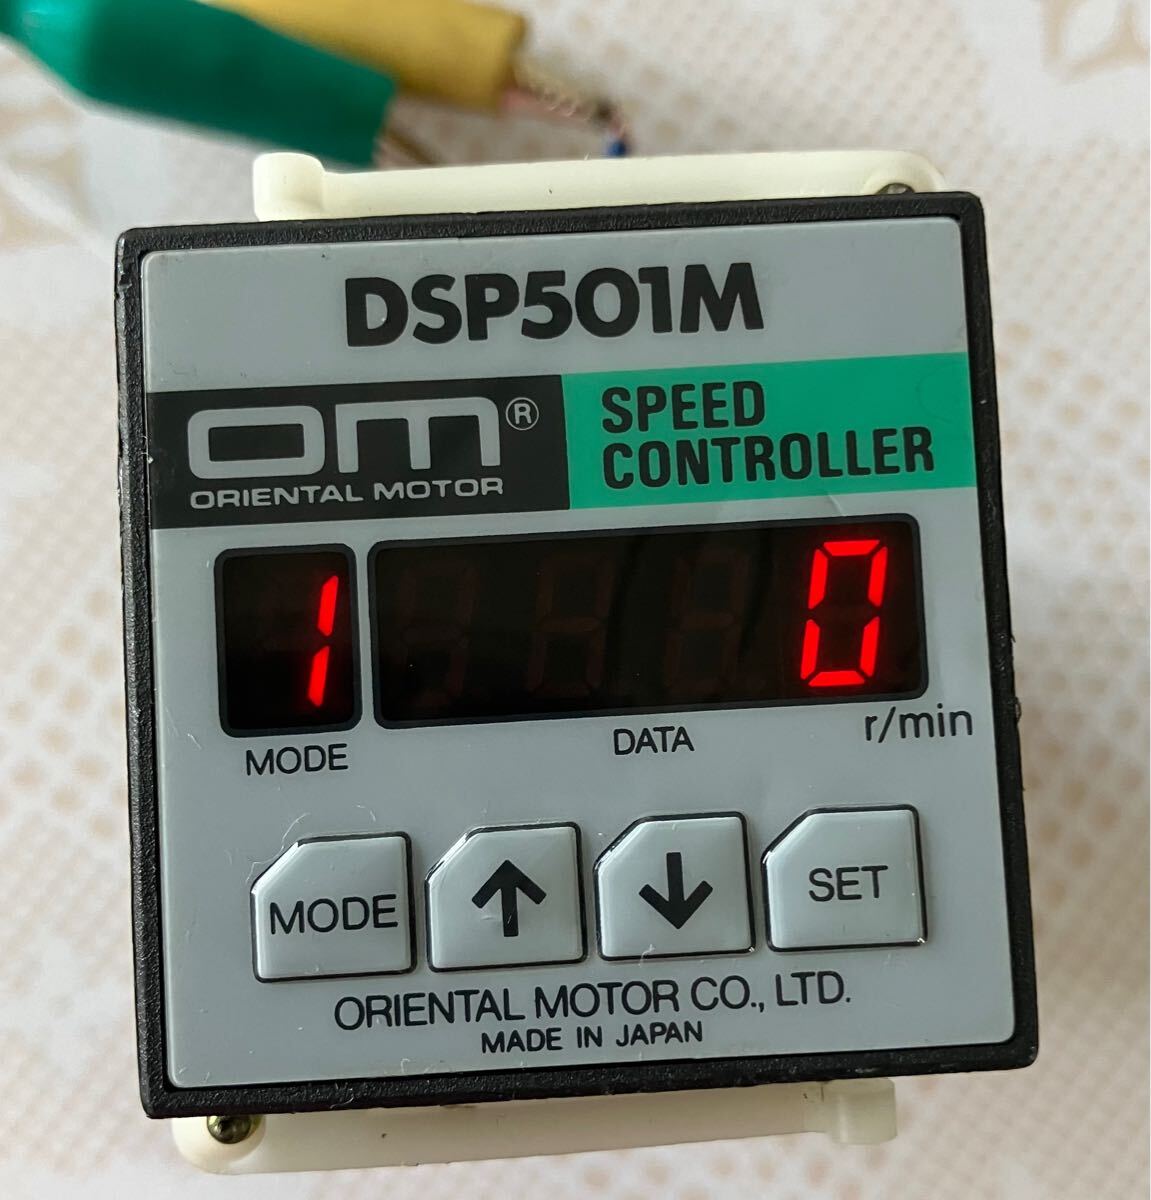 DSP501M
om®
ORIENTAL MOTOR
SPEED
CONTROLLER
1
0
MODE
DATA
r/min
MODE
↑
↓
SET
ORIENTAL MOTOR CO., LTD.
MADE IN JAPAN